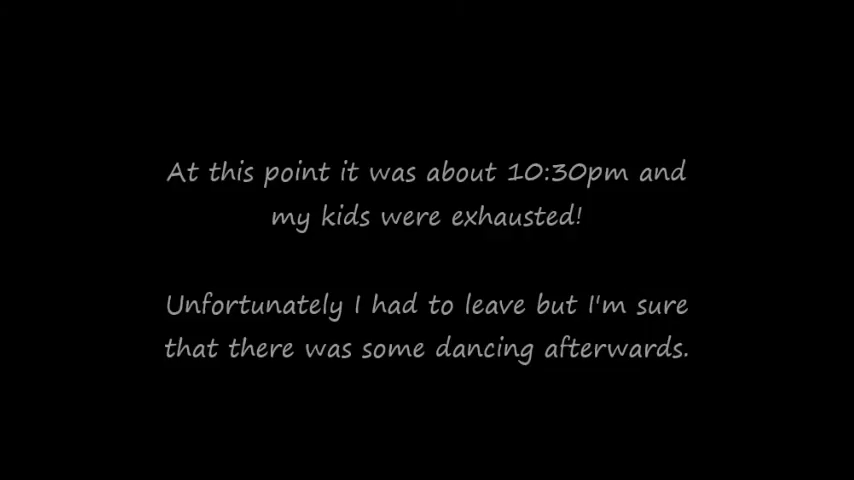 At this point it was about 10:30pm and
my kids were exhausted!
Unfortunately I had to leave but I'm sure
that there was some dancing afterwards.